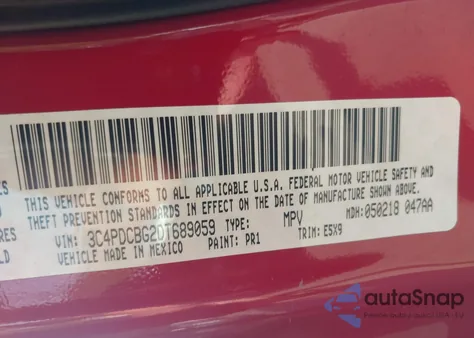 THIS VEHICLE CONFORMS TO ALL APPLICABLE U.S.A. FEDERAL MOTOR VEHICLE SAFETY AND
THEFT PREVENTION STANDARDS IN EFFECT ON THE DATE OF MANUFACTURE SHOWN ABOVE.
VIN: 3C4PDCBG2DT689059 TYPE: MPV MDH: 050218 047AA
VEHICLE MADE IN MEXICO PAINT: PR1 TRIM: E5X9
RES
LD
autoSnap